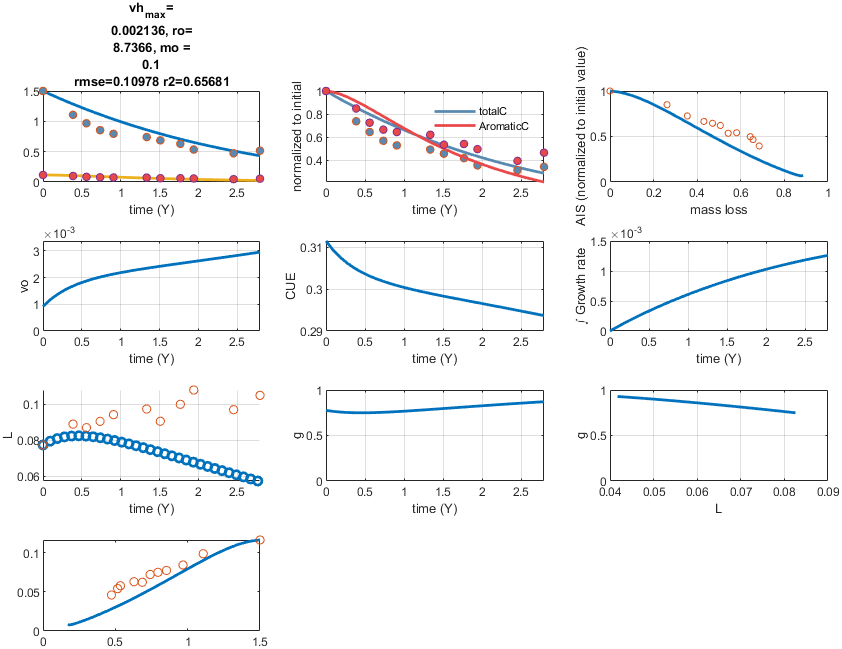 vh_max=
0.002136, ro=
8.7366, mo =
0.1
rmse=0.10978 r2=0.65681
1.5
1
0.5
0
0 0.5 1 1.5 2 2.5
time (Y)
normalized to initial
1
0.8
0.6
0.4
totalC
AromaticC
0 0.5 1 1.5 2 2.5
time (Y)
AIS (normalized to initial value)
1
0.5
0
0 0.2 0.4 0.6 0.8 1
mass loss
×10^-3
vo
3
2
1
0
0 0.5 1 1.5 2 2.5
time (Y)
CUE
0.31
0.3
0.29
0 0.5 1 1.5 2 2.5
time (Y)
×10^-3
∫ Growth rate
1.5
1
0.5
0
0 0.5 1 1.5 2 2.5
time (Y)
L
0.1
0.08
0.06
0 0.5 1 1.5 2 2.5
time (Y)
g
1
0.5
0
0 0.5 1 1.5 2 2.5
time (Y)
g
1
0.5
0
0.04 0.05 0.06 0.07 0.08 0.09
L
0.1
0.05
0
0 0.5 1 1.5